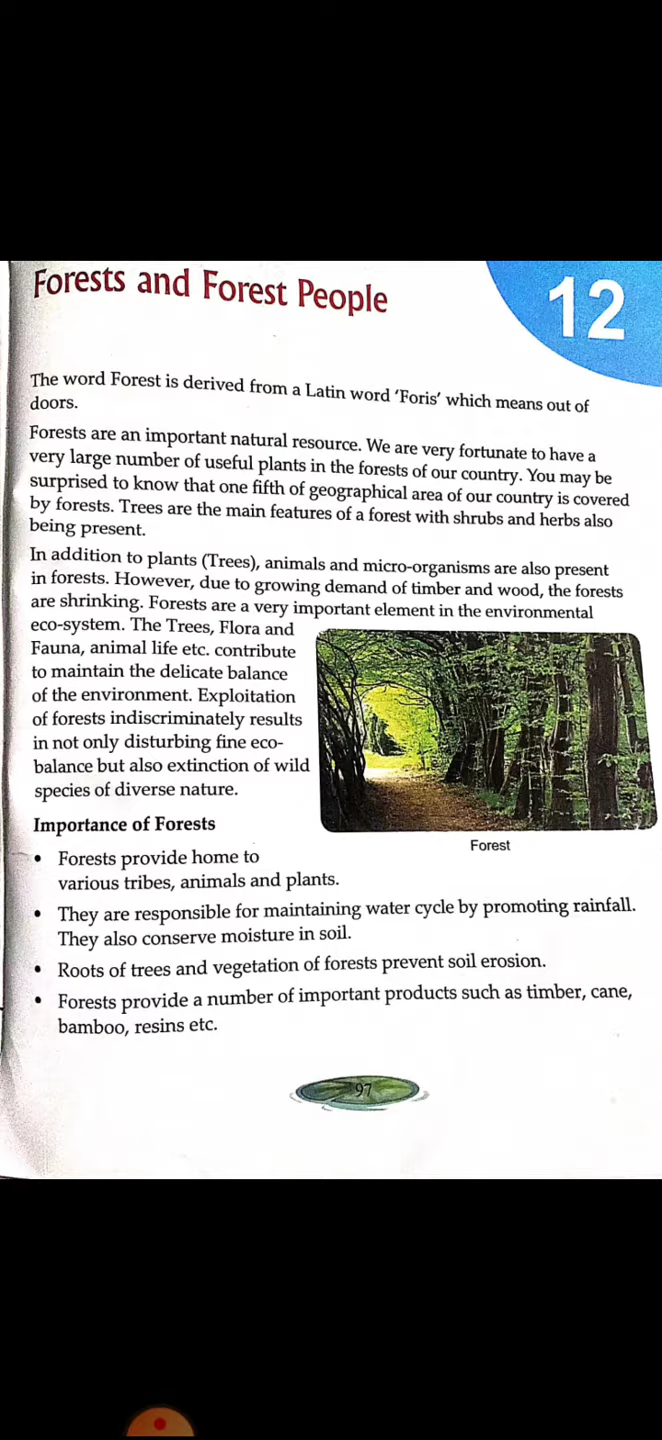 Forests and Forest People
12
The word Forest is derived from a Latin word ‘Foris’ which means out of
doors.
Forests are an important natural resource. We are very fortunate to have a
very large number of useful plants in the forests of our country. You may be
surprised to know that one fifth of geographical area of our country is covered
by forests. Trees are the main features of a forest with shrubs and herbs also
being present.
In addition to plants (Trees), animals and micro-organisms are also present
in forests. However, due to growing demand of timber and wood, the forests
are shrinking. Forests are a very important element in the environmental
eco-system. The Trees, Flora and
Fauna, animal life etc. contribute
to maintain the delicate balance
of the environment. Exploitation
of forests indiscriminately results
in not only disturbing fine eco-
balance but also extinction of wild
species of diverse nature.
Forest
Importance of Forests
• Forests provide home to
various tribes, animals and plants.
• They are responsible for maintaining water cycle by promoting rainfall.
They also conserve moisture in soil.
• Roots of trees and vegetation of forests prevent soil erosion.
• Forests provide a number of important products such as timber, cane,
bamboo, resins etc.
97